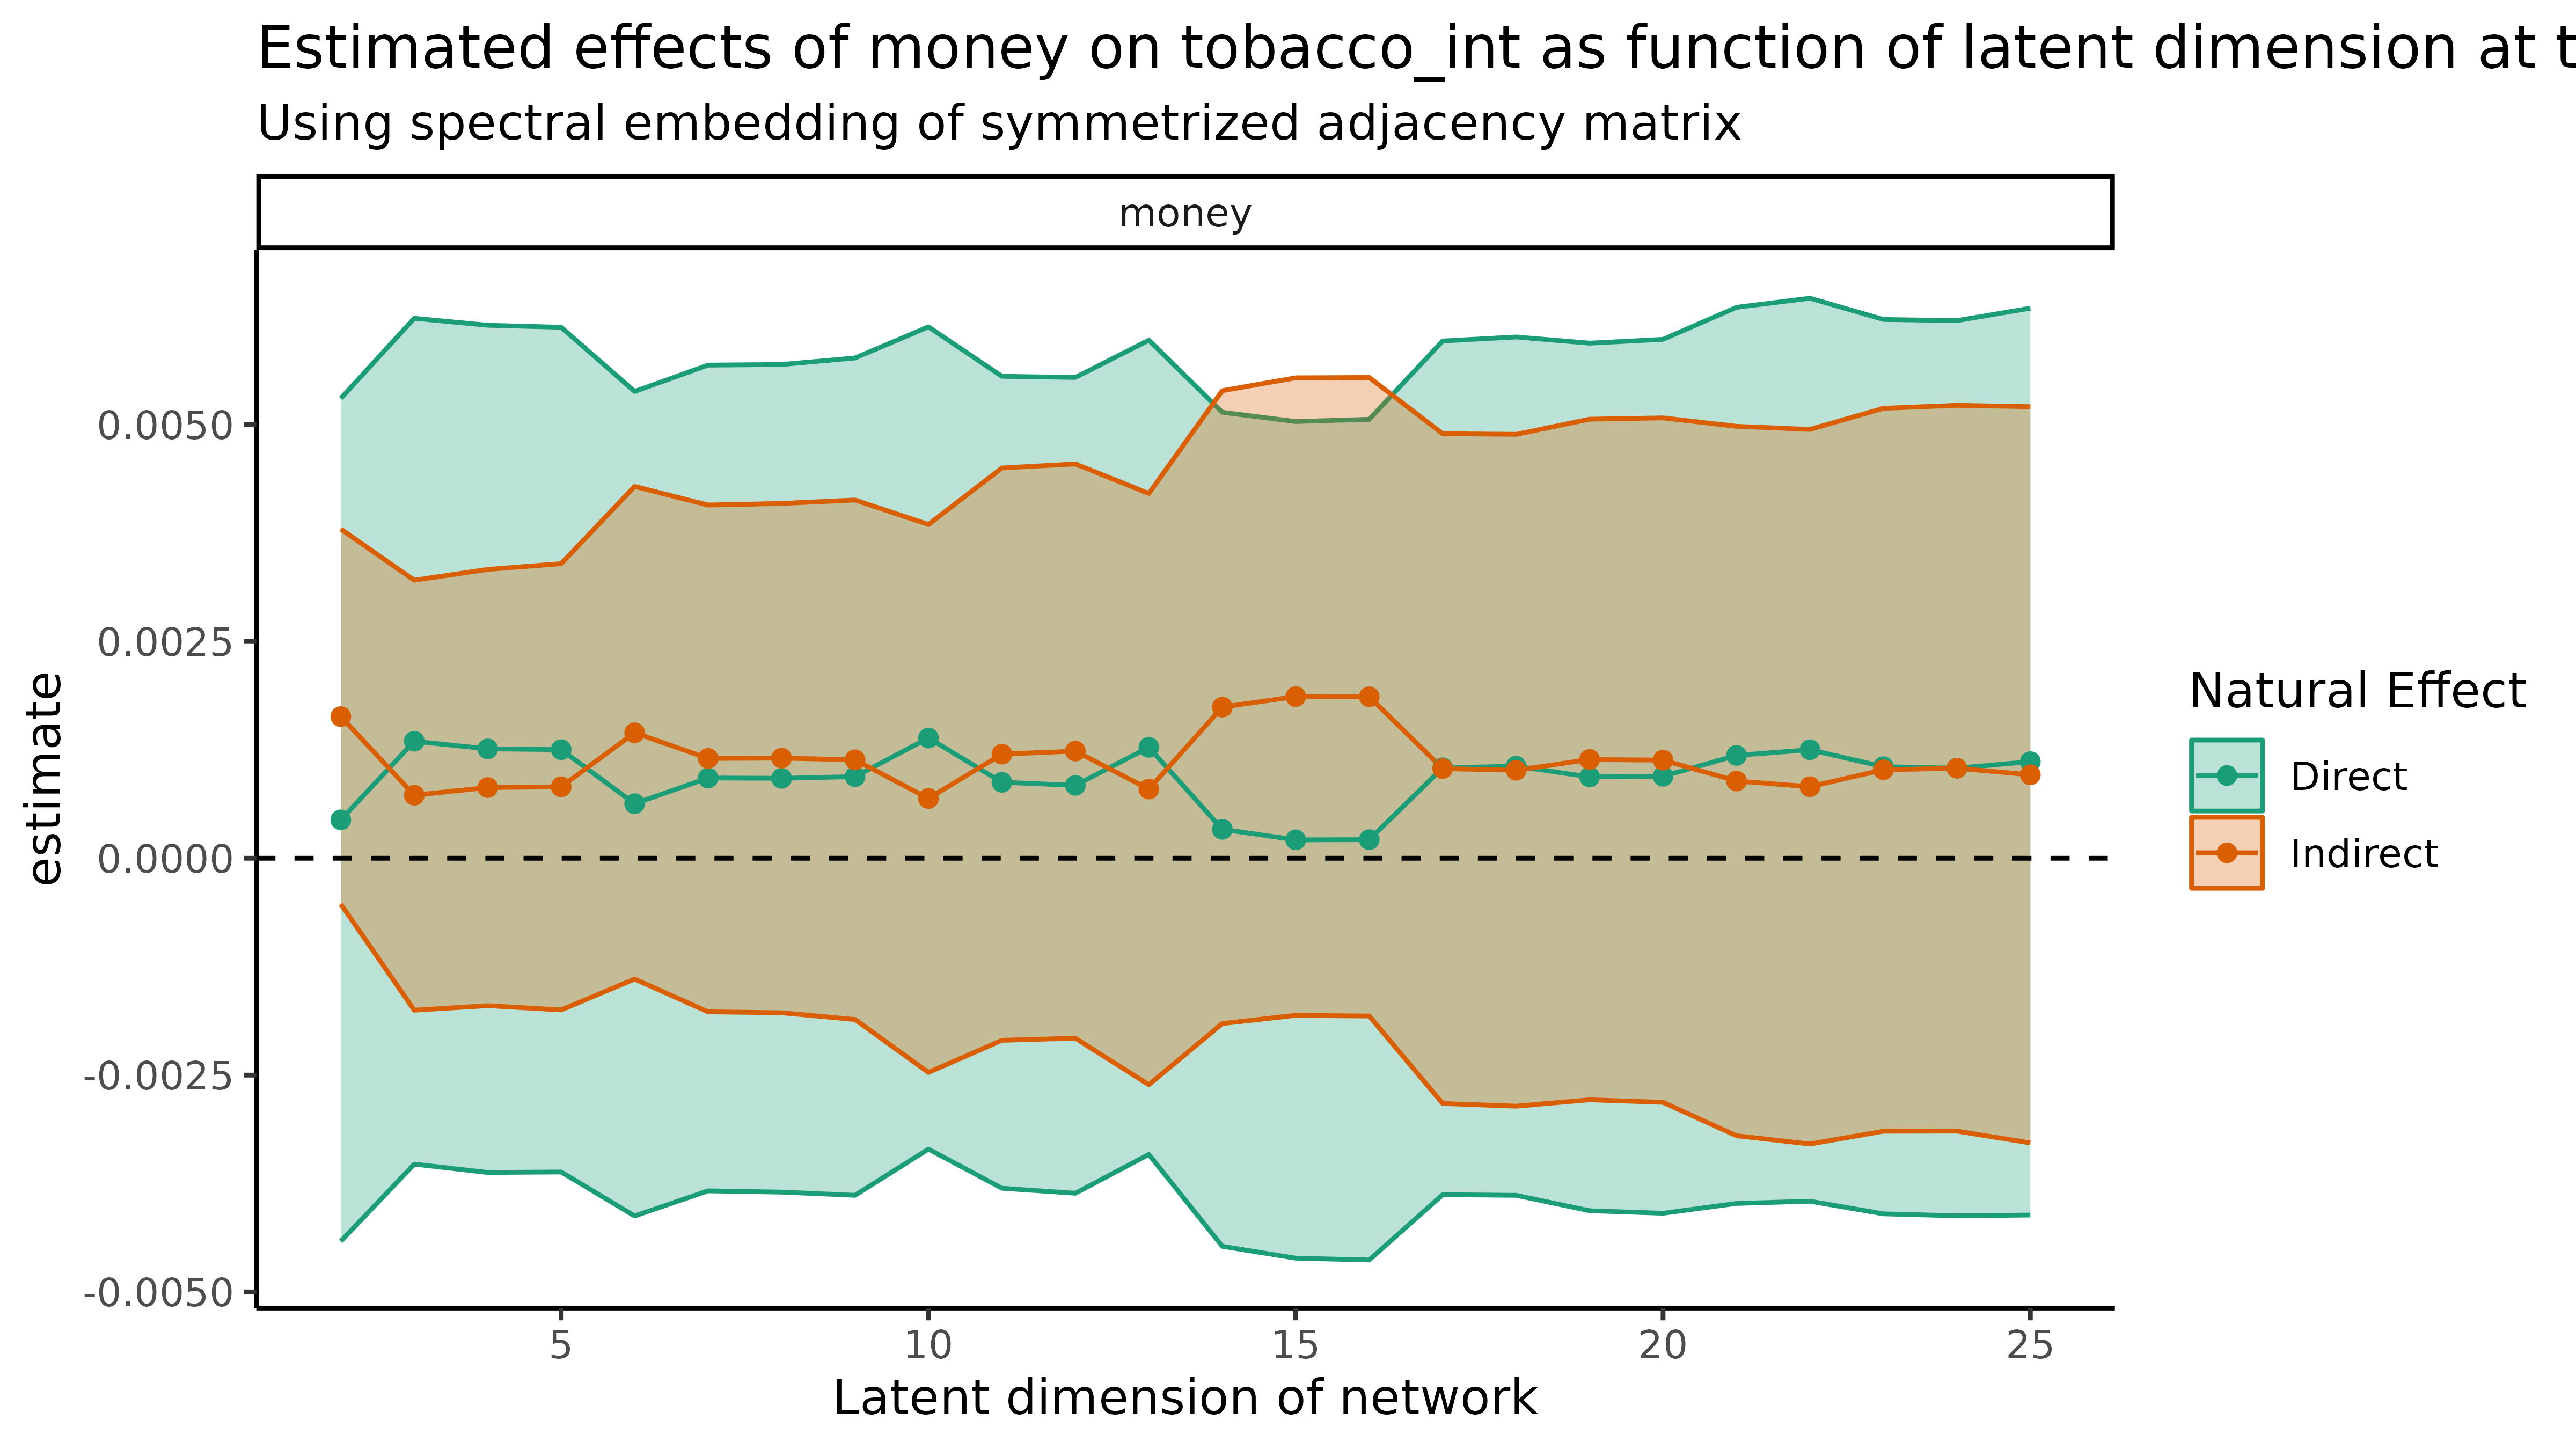 Estimated effects of money on tobacco_int as function of latent dimension at t
Using spectral embedding of symmetrized adjacency matrix
money
0.0050
0.0025
0.0000
-0.0025
-0.0050
estimate
5 10 15 20 25
Latent dimension of network
Natural Effect
Direct
Indirect